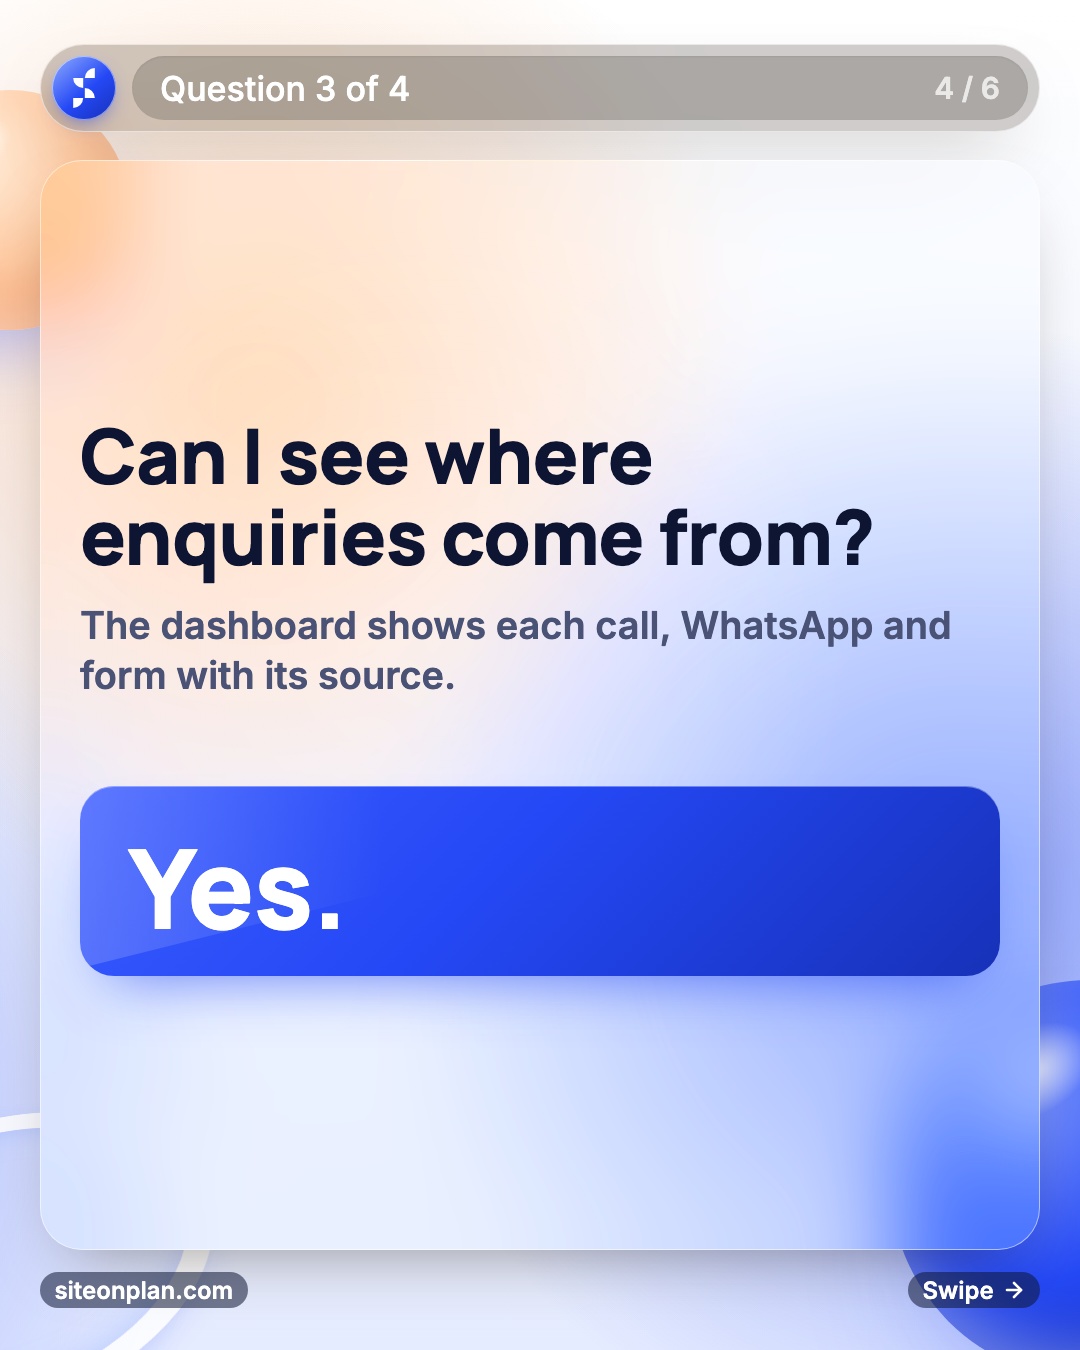 Question 3 of 4
4 / 6
Can I see where
enquiries come from?
The dashboard shows each call, WhatsApp and
form with its source.
Yes.
siteonplan.com
Swipe →